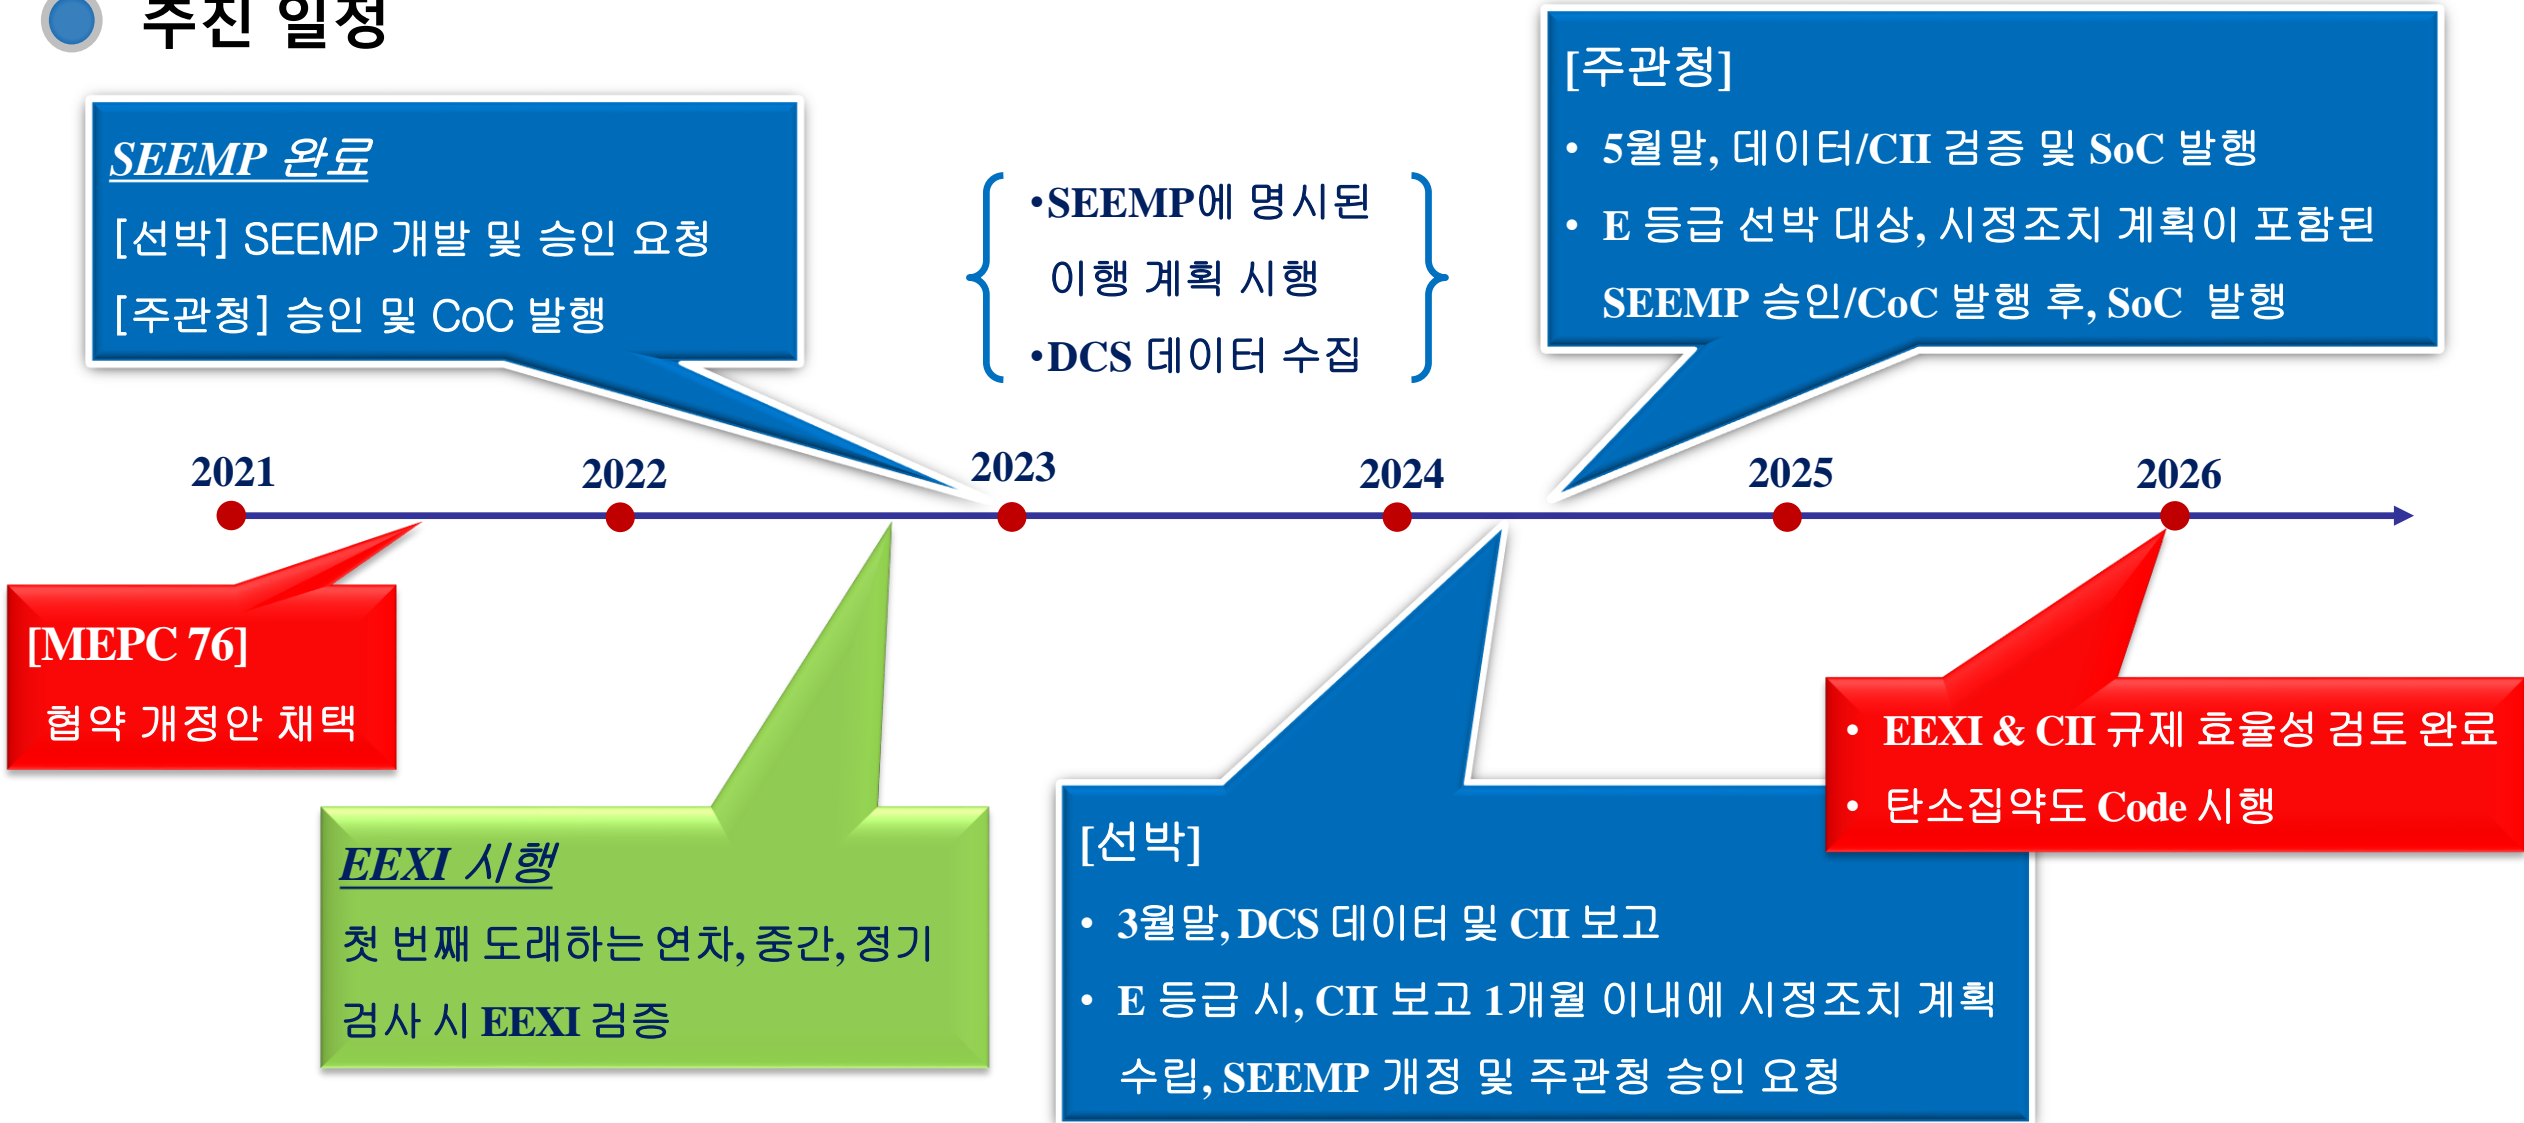 추진 일정
SEEMP 완료
[선박] SEEMP 개발 및 승인 요청
[주관청] 승인 및 CoC 발행
•SEEMP에 명시된
이행 계획 시행
•DCS 데이터 수집
[주관청]
• 5월말, 데이터/CII 검증 및 SoC 발행
• E 등급 선박 대상, 시정조치 계획이 포함된
SEEMP 승인/CoC 발행 후, SoC 발행
2021
2022
2023
2024
2025
2026
[MEPC 76]
협약 개정안 채택
EEXI 시행
첫 번째 도래하는 연차, 중간, 정기
검사 시 EEXI 검증
[선박]
• 3월말, DCS 데이터 및 CII 보고
• E 등급 시, CII 보고 1개월 이내에 시정조치 계획
수립, SEEMP 개정 및 주관청 승인 요청
• EEXI & CII 규제 효율성 검토 완료
• 탄소집약도 Code 시행